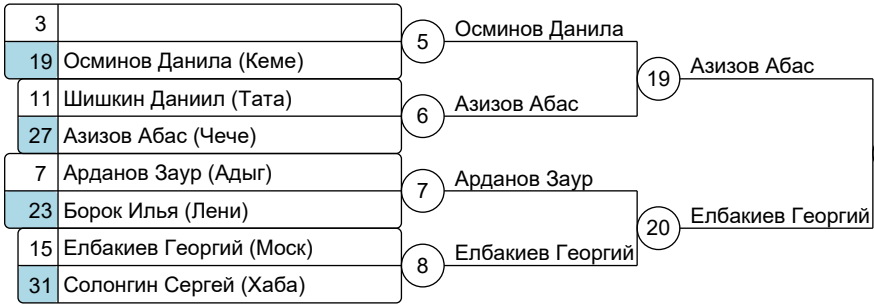 3
5
Осминов Данила
19 Осминов Данила (Кеме)
19
Азизов Абас
11 Шишкин Даниил (Тата)
6
Азизов Абас
27 Азизов Абас (Чече)
7 Арданов Заур (Адыг)
7
Арданов Заур
23 Борок Илья (Лени)
20
Елбакиев Георгий
15 Елбакиев Георгий (Моск)
8
Елбакиев Георгий
31 Солонгин Сергей (Хаба)